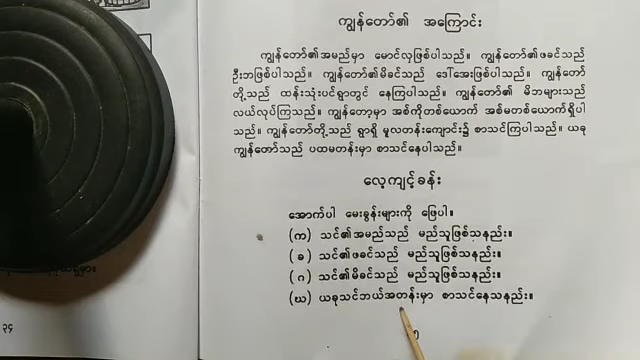 ကျွန်တော်၏ အကြောင်း
ကျွန်တော်၏အမည်မှာ မောင်လှဖြစ်ပါသည်။ ကျွန်တော်၏ဖခင်သည်
ဦးဘဖြစ်ပါသည်။ ကျွန်တော်၏မိခင်သည် ဒေါ်အေးဖြစ်ပါသည်။ ကျွန်တော်
တို့သည် ထန်းသုံးပင်ရွာတွင် နေကြပါသည်။ ကျွန်တော်၏ မိဘများသည်
လယ်လုပ်ကြသည်။ ကျွန်တော့မှာ အစ်ကိုတစ်ယောက် အစ်မတစ်ယောက်ရှိပါ
သည်။ ကျွန်တော်တို့သည် ရွာရှိ မူလတန်းကျောင်း၌ စာသင်ကြပါသည်။ ယခု
ကျွန်တော်သည် ပထမတန်းမှာ စာသင်နေပါသည်။
လေ့ကျင့်ခန်း
အောက်ပါ မေးခွန်းများကို ဖြေပါ။
(က) သင်၏အမည်သည် မည်သူဖြစ်သနည်း။
(ခ) သင်၏ဖခင်သည် မည်သူဖြစ်သနည်း။
(ဂ) သင်၏မိခင်သည် မည်သူဖြစ်သနည်း။
(ဃ) ယခုသင်ဘယ်အတန်းမှာ စာသင်နေသနည်း။
၃၄